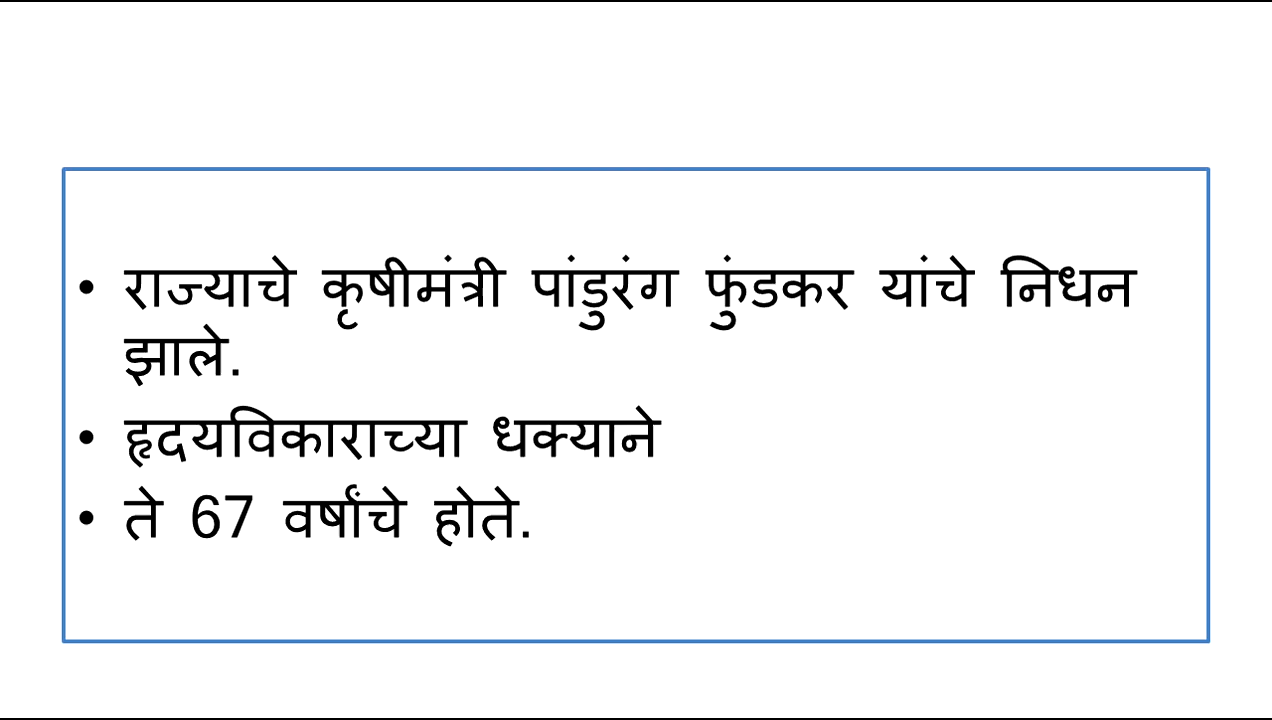 • राज्याचे कृषीमंत्री पांडुरंग फुंडकर यांचे निधन
झाले.
• हृदयविकाराच्या धक्याने
• ते 67 वर्षांचे होते.